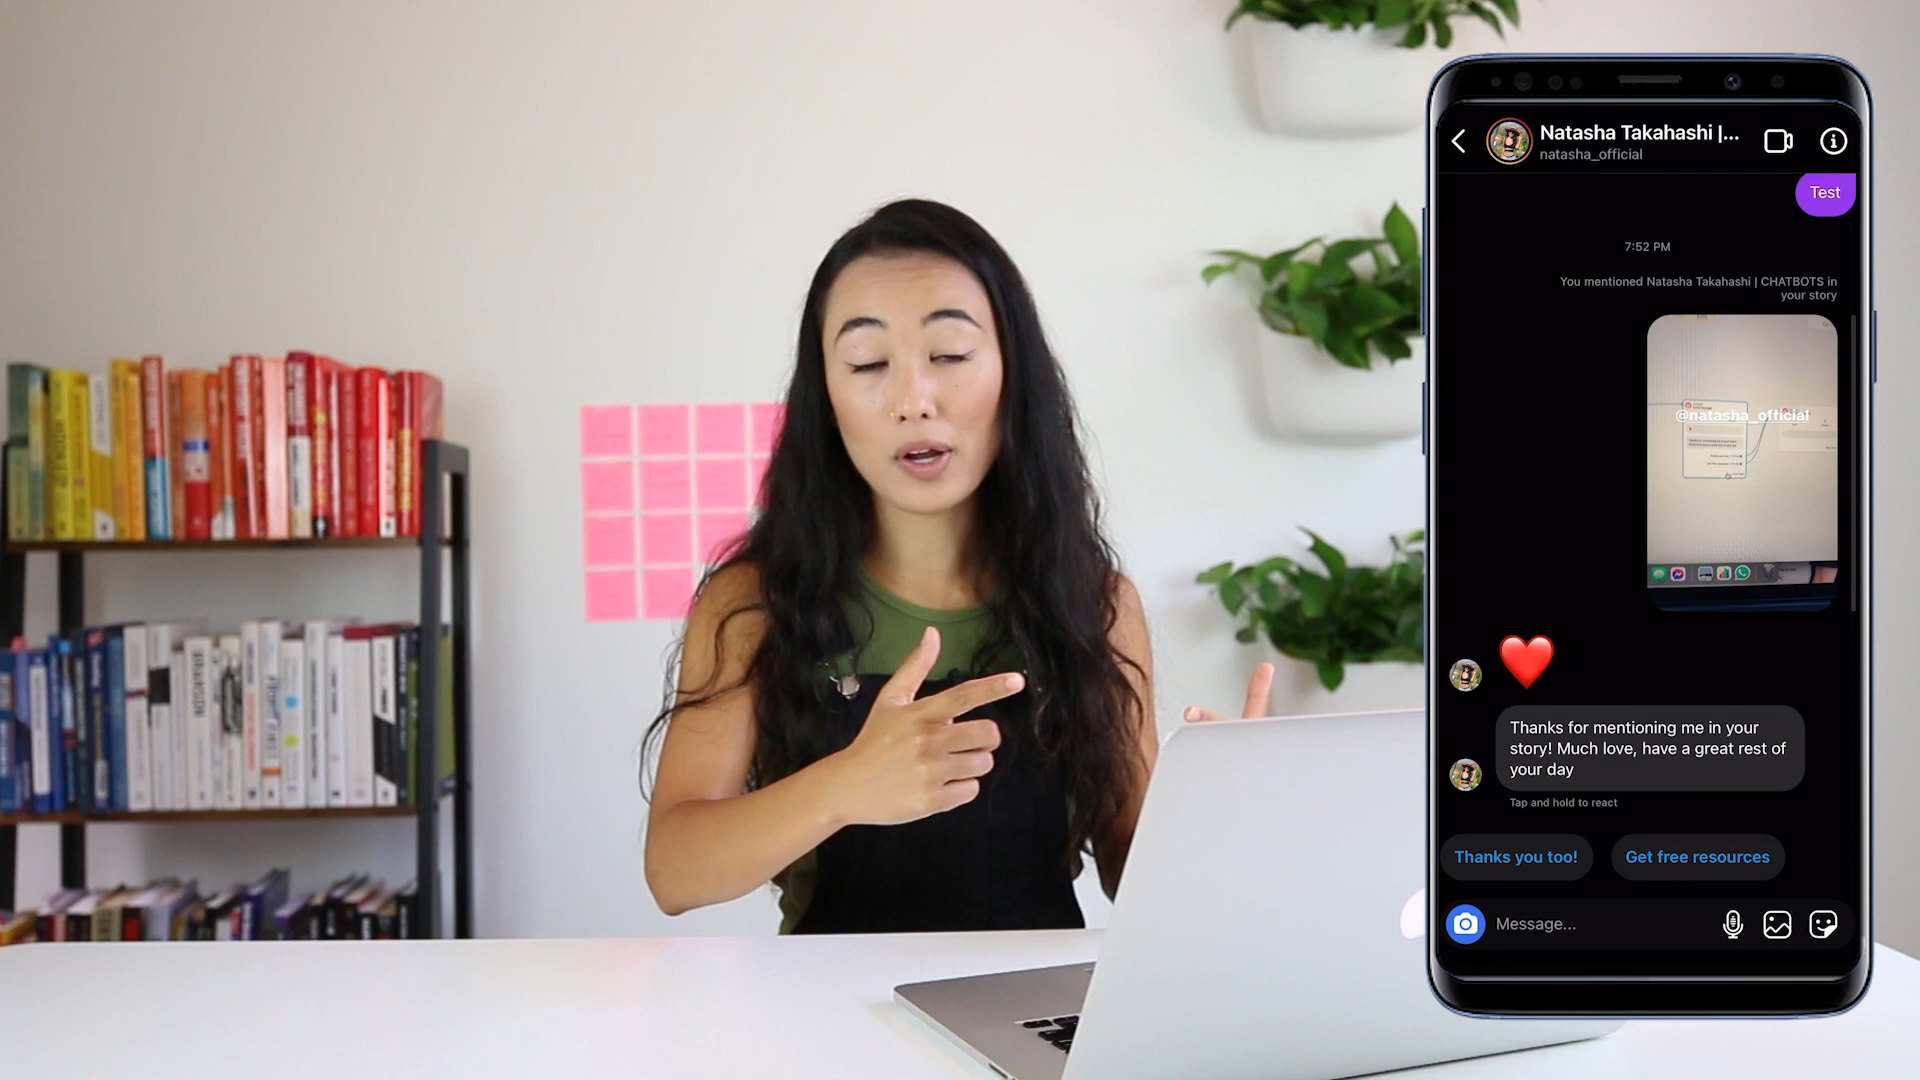 Natasha Takahashi |...
natasha_official
Test
7:52 PM
You mentioned Natasha Takahashi | CHATBOTS in
your story
@natasha_official
❤️
Thanks for mentioning me in your
story! Much love, have a great rest of
your day
Tap and hold to react
Thanks you too!
Get free resources
Message...